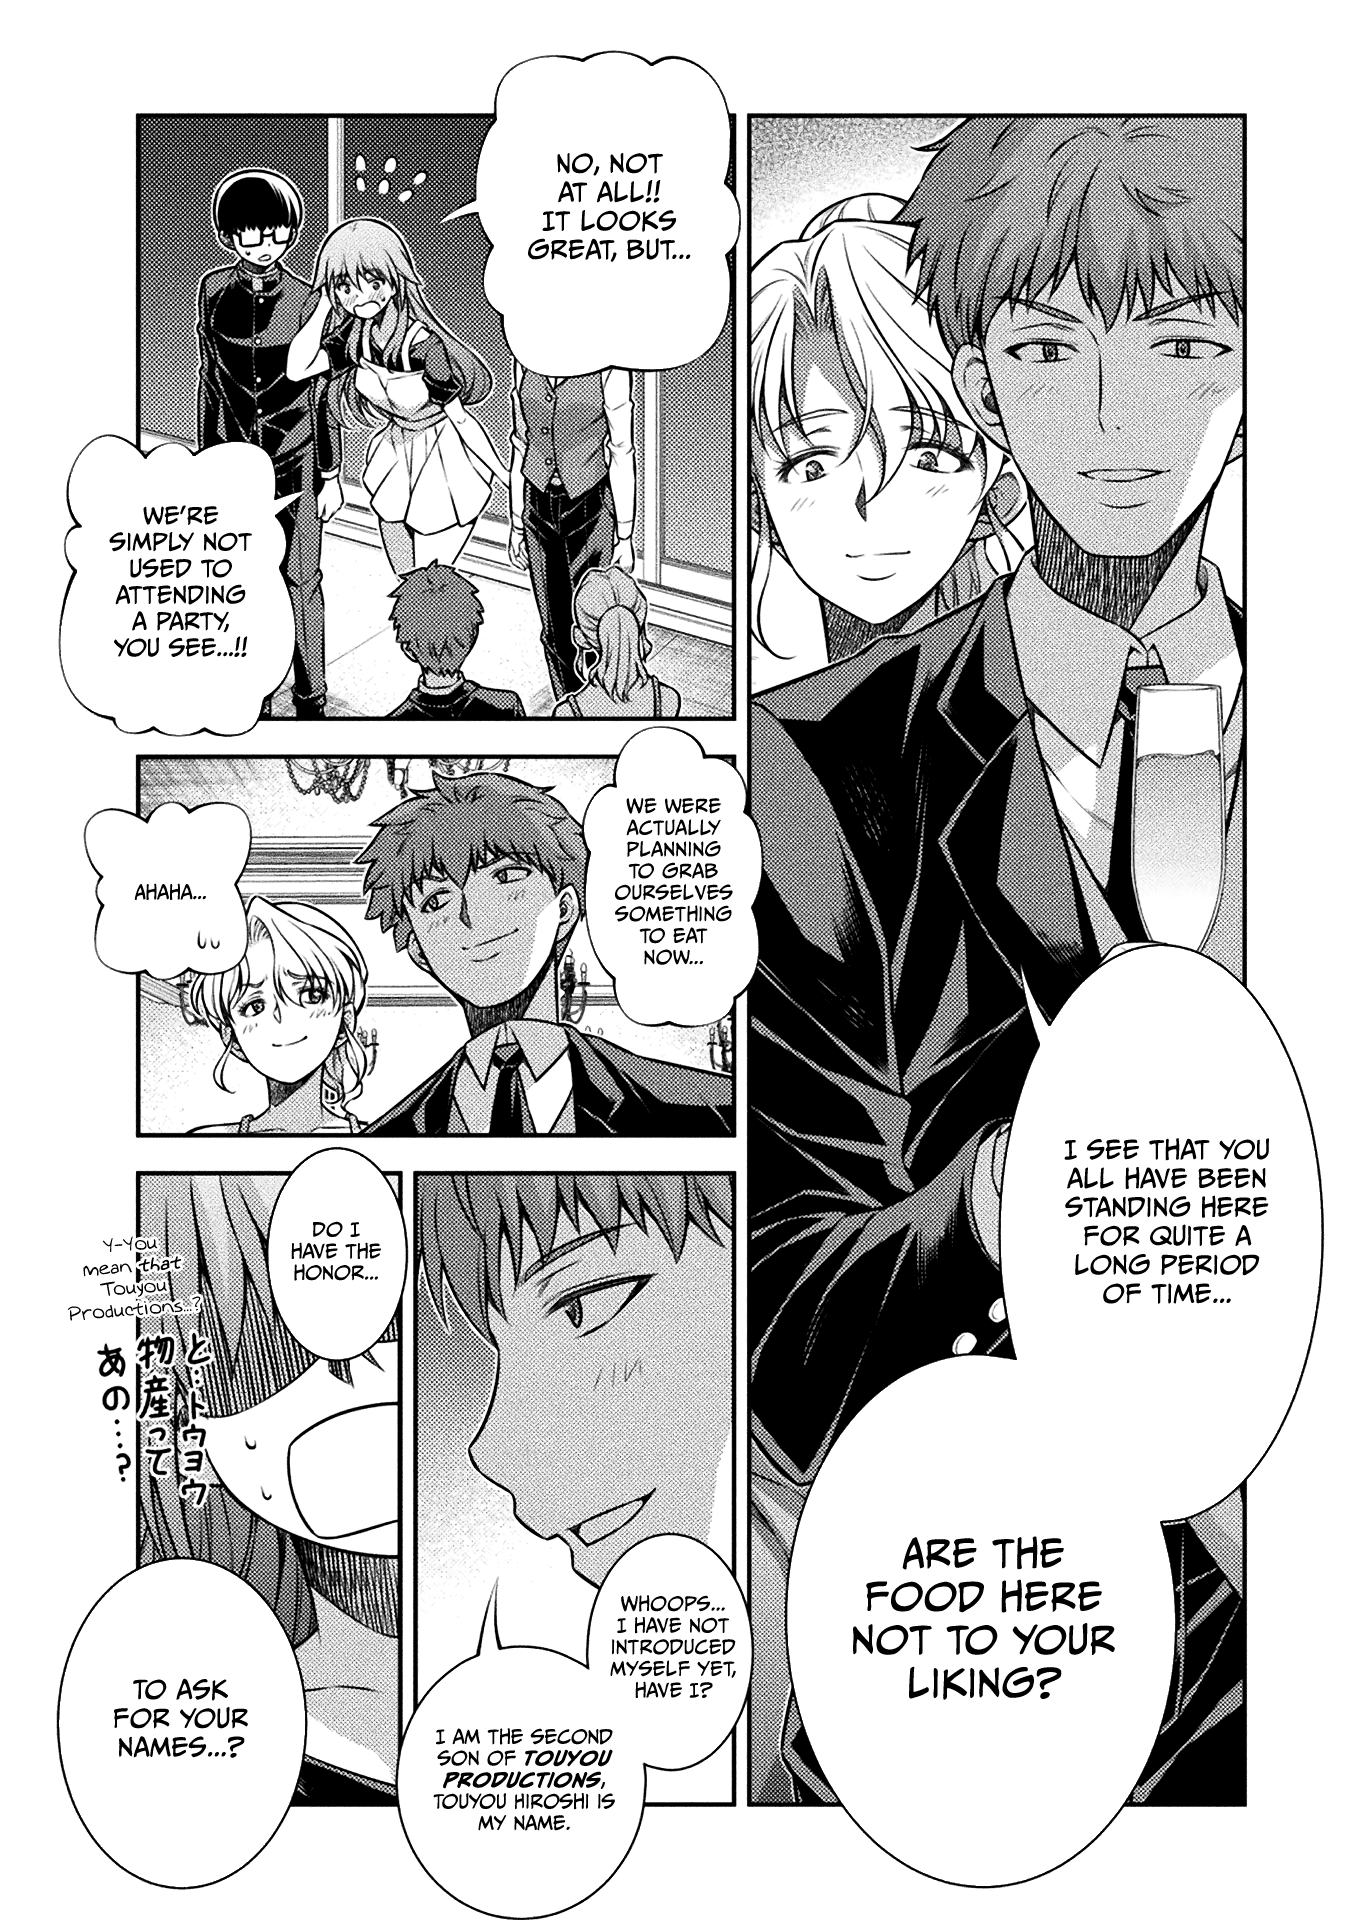 I SEE THAT YOU
ALL HAVE BEEN
STANDING HERE
FOR QUITE A
LONG PERIOD
OF TIME...
ARE THE
FOOD HERE
NOT TO YOUR
LIKING?
NO, NOT
AT ALL!!
IT LOOKS
GREAT, BUT...
WE'RE
SIMPLY NOT
USED TO
ATTENDING
A PARTY,
YOU SEE...!!
WE WERE
ACTUALLY
PLANNING
TO GRAB
OURSELVES
SOMETHING
TO EAT
NOW...
AHAHA...
WHOOPS...
I HAVE NOT
INTRODUCED
MYSELF YET,
HAVE I?
I AM THE SECOND
SON OF TOUYOU
PRODUCTIONS,
TOUYOU HIROSHI IS
MY NAME.
DO I
HAVE THE
HONOR...
Y-You
mean that
Touyou
Productions...?
と…トウヨウ
物産って
あの…?
TO ASK
FOR YOUR
NAMES...?